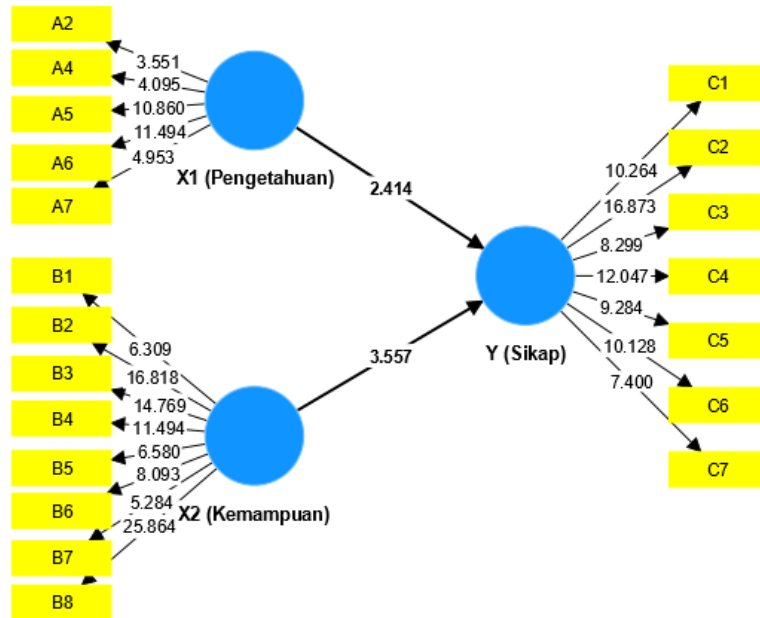 A2
A4
A5
A6
A7
3.551
4.095
10.860
11.494
4.953
X1 (Pengetahuan)
2.414
B1
B2
B3
B4
B5
B6
B7
B8
6.309
16.818
14.769
11.494
6.580
8.093
5.284
25.864
X2 (Kemampuan)
3.557
Y (Sikap)
10.264
16.873
8.299
12.047
9.284
10.128
7.400
C1
C2
C3
C4
C5
C6
C7